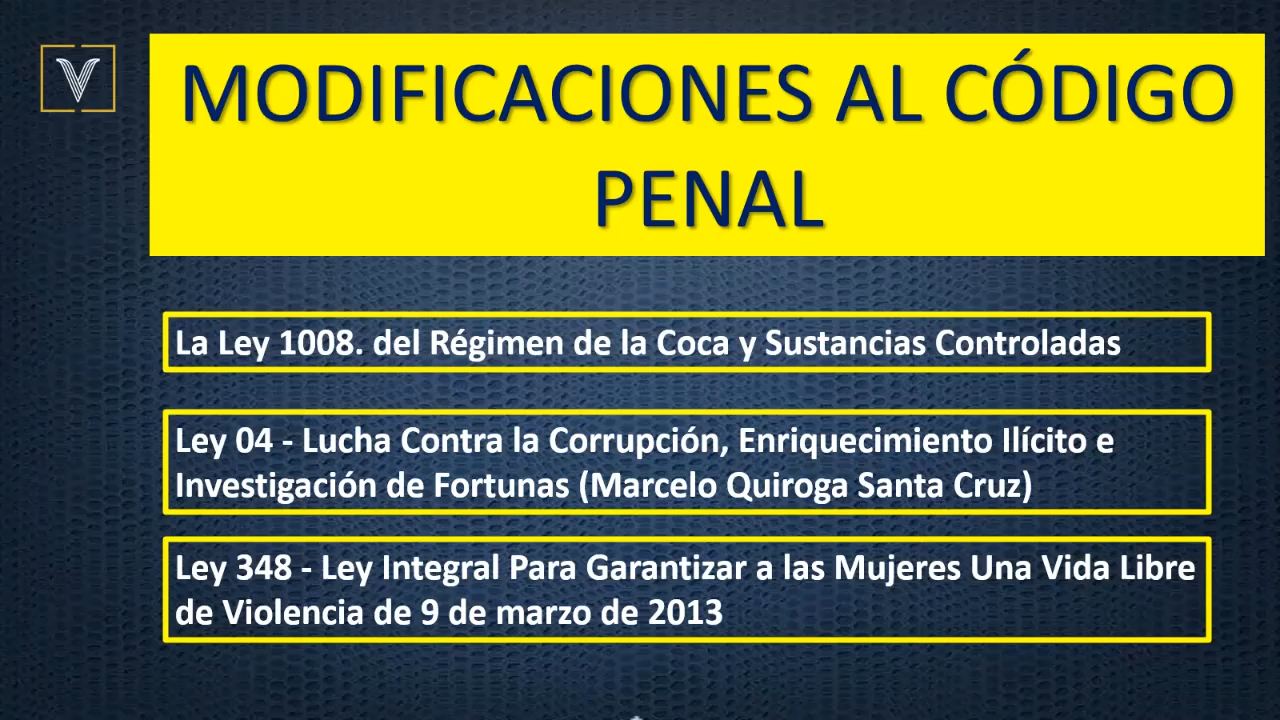 MODIFICACIONES AL CÓDIGO
PENAL
La Ley 1008. del Régimen de la Coca y Sustancias Controladas
Ley 04 - Lucha Contra la Corrupción, Enriquecimiento Ilícito e
Investigación de Fortunas (Marcelo Quiroga Santa Cruz)
Ley 348 - Ley Integral Para Garantizar a las Mujeres Una Vida Libre
de Violencia de 9 de marzo de 2013